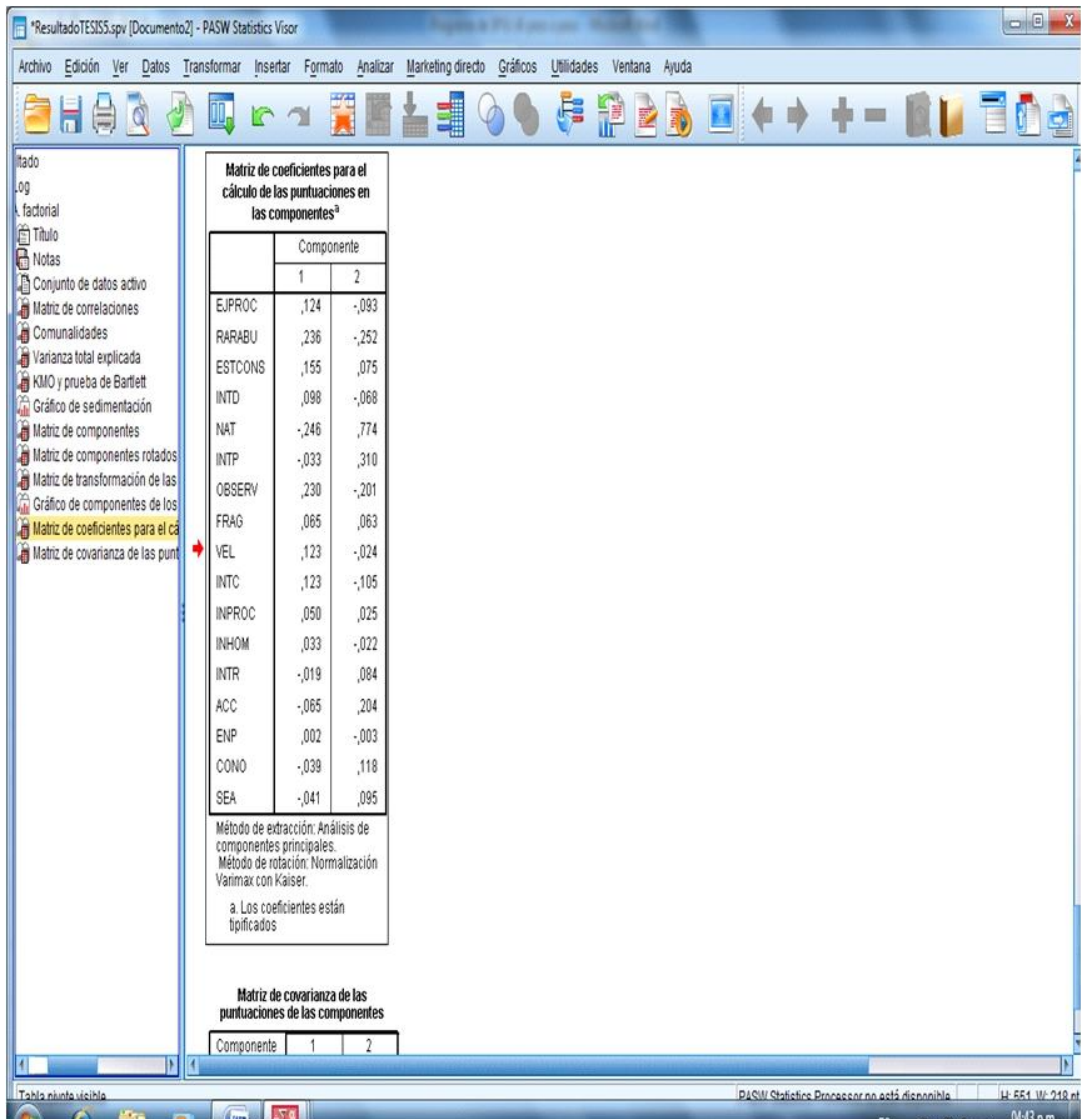 *ResultadoTESIS5.spv [Documento2] - PASW Statistics Visor
Archivo Edición Ver Datos Transformar Insertar Formato Analizar Marketing directo Gráficos Utilidades Ventana Ayuda
ltado
Log
A. factorial
Título
Notas
Conjunto de datos activo
Matriz de correlaciones
Comunalidades
Varianza total explicada
KMO y prueba de Bartlett
Gráfico de sedimentación
Matriz de componentes
Matriz de componentes rotados
Matriz de transformación de las
Gráfico de componentes de los
Matriz de coeficientes para el cá
Matriz de covarianza de las punt
Matriz de coeficientes para el
cálculo de las puntuaciones en
las componentes a
Componente
1 2
EJPROC ,124 -,093
RARABU ,236 -,252
ESTCONS ,155 ,075
INTD ,098 -,068
NAT -,246 ,774
INTP -,033 ,310
OBSERV ,230 -,201
FRAG ,065 ,063
VEL ,123 -,024
INTC ,123 -,105
INPROC ,050 ,025
INHOM ,033 -,022
INTR -,019 ,084
ACC -,065 ,204
ENP ,002 -,003
CONO -,039 ,118
SEA -,041 ,095
Método de extracción: Análisis de
componentes principales.
Método de rotación: Normalización
Varimax con Kaiser.
a. Los coeficientes están
tipificados
Matriz de covarianza de las
puntuaciones de las componentes
Componente 1 2
Tabla pivote visible PASW Statistics Processor no está disponible H: 551, W: 218 pt
04:43 p.m.